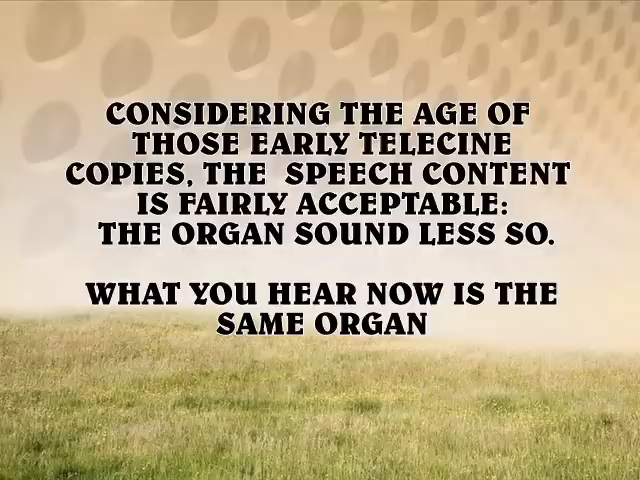 CONSIDERING THE AGE OF
THOSE EARLY TELECINE
COPIES, THE SPEECH CONTENT
IS FAIRLY ACCEPTABLE:
THE ORGAN SOUND LESS SO.
WHAT YOU HEAR NOW IS THE
SAME ORGAN